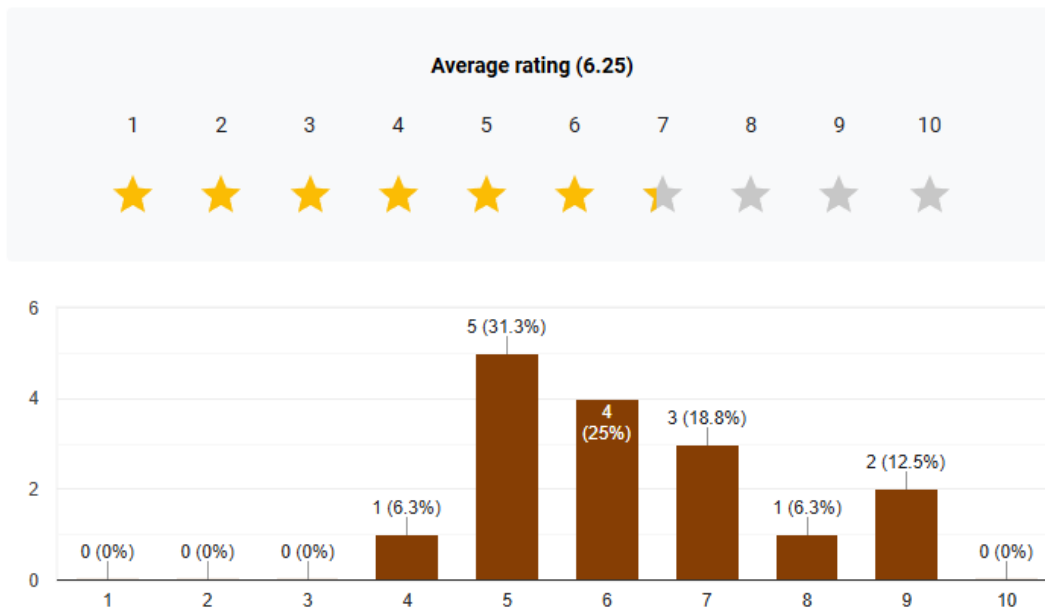 Average rating (6.25)
1 2 3 4 5 6 7 8 9 10
6
5 (31.3%)
4
4
(25%)
3 (18.8%)
2
2 (12.5%)
1 (6.3%)
1 (6.3%)
0 (0%) 0 (0%) 0 (0%) 0 (0%)
0
1 2 3 4 5 6 7 8 9 10